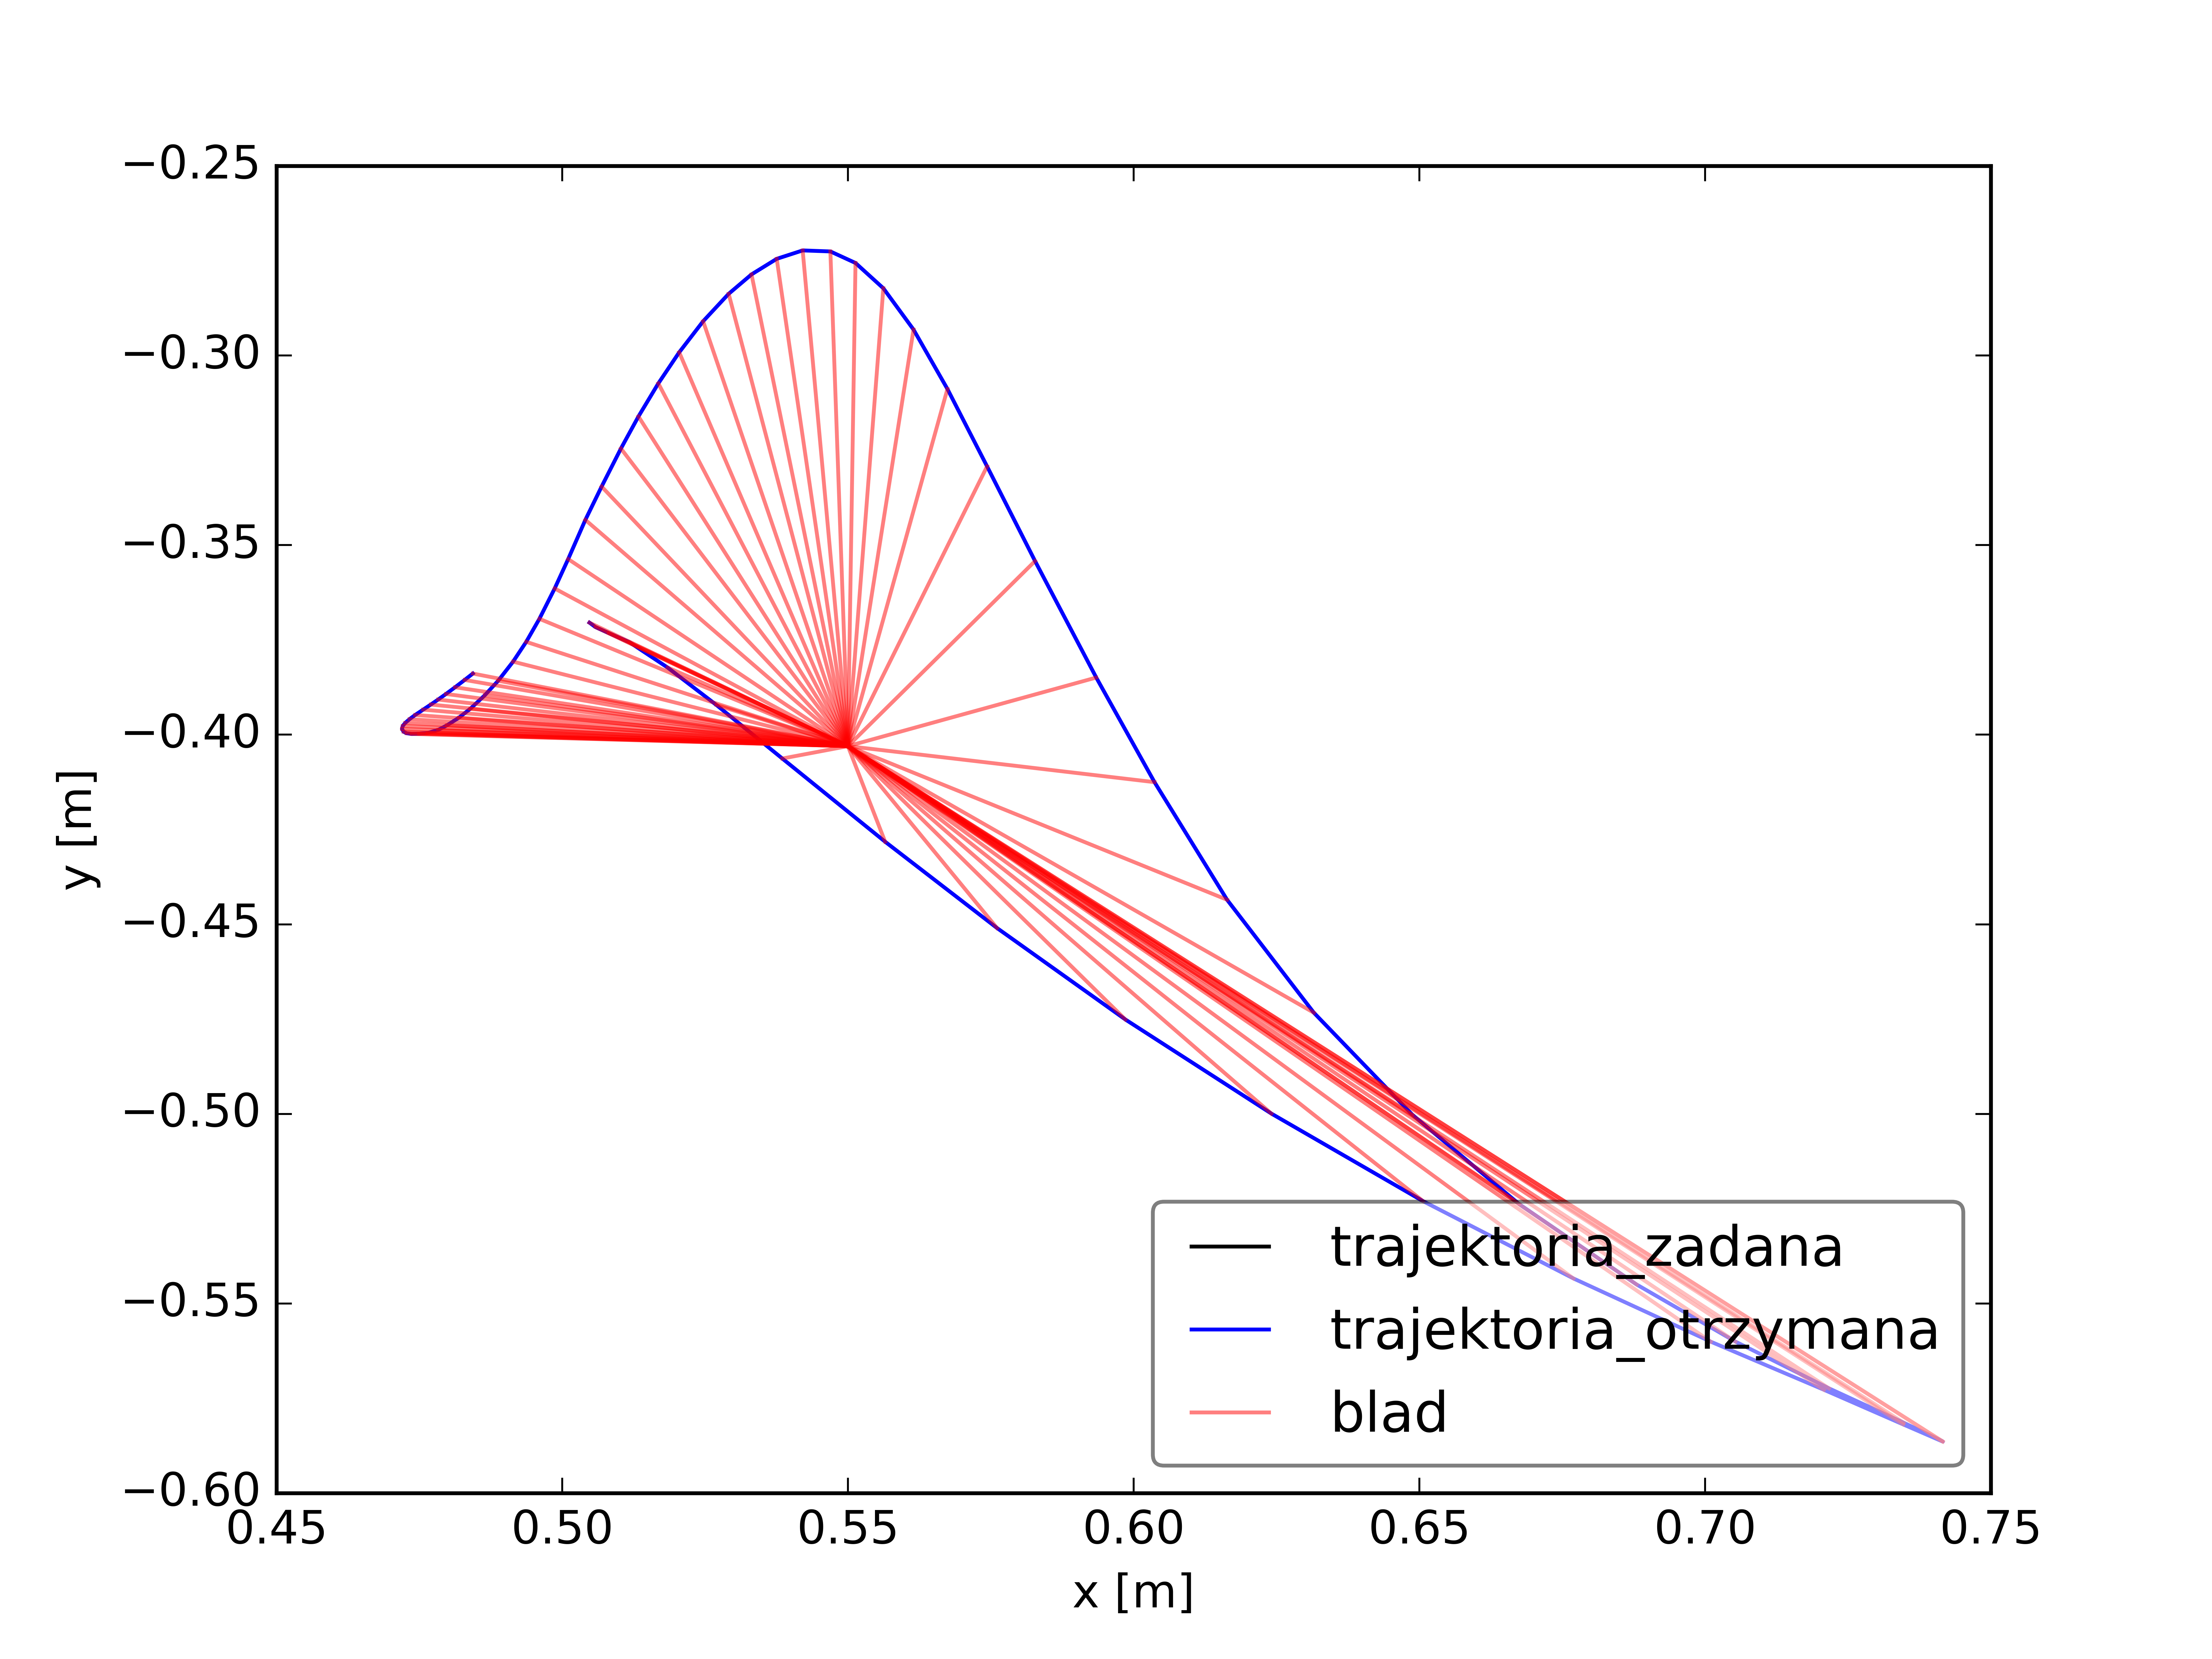 −0.25
−0.30
−0.35
−0.40
−0.45
−0.50
−0.55
−0.60
y [m]
trajektoria_zadana
trajektoria_otrzymana
blad
0.45 0.50 0.55 0.60 0.65 0.70 0.75
x [m]